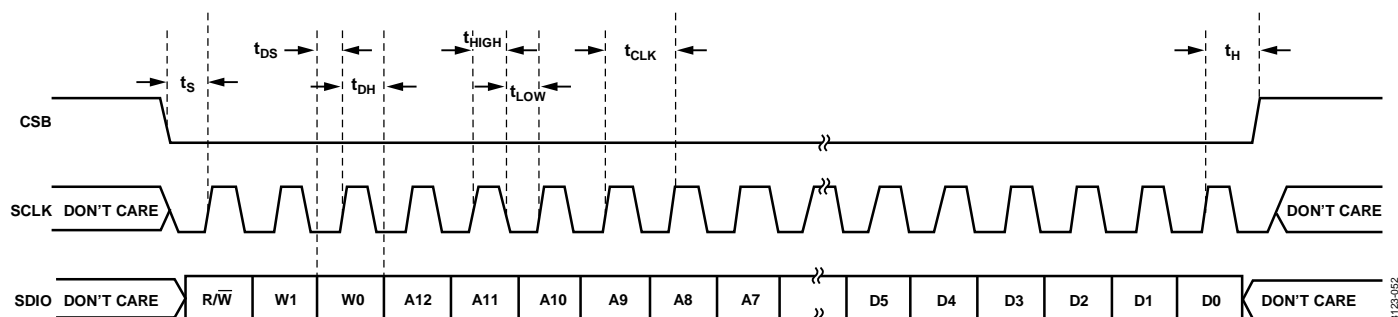 tDS tHIGH tCLK tH
tS tDH tLOW
CSB
SCLK DON'T CARE DON'T CARE
SDIO DON'T CARE R/W̅ W1 W0 A12 A11 A10 A9 A8 A7 D5 D4 D3 D2 D1 D0 DON'T CARE